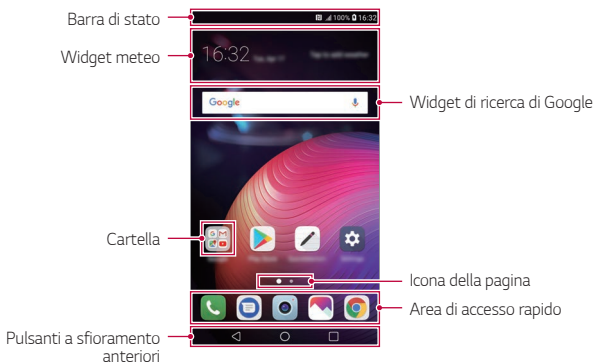 Barra di stato
100% 16:32
Widget meteo
16:32
Google
Widget di ricerca di Google
Cartella
Icona della pagina
Area di accesso rapido
Pulsanti a sfioramento
anteriori